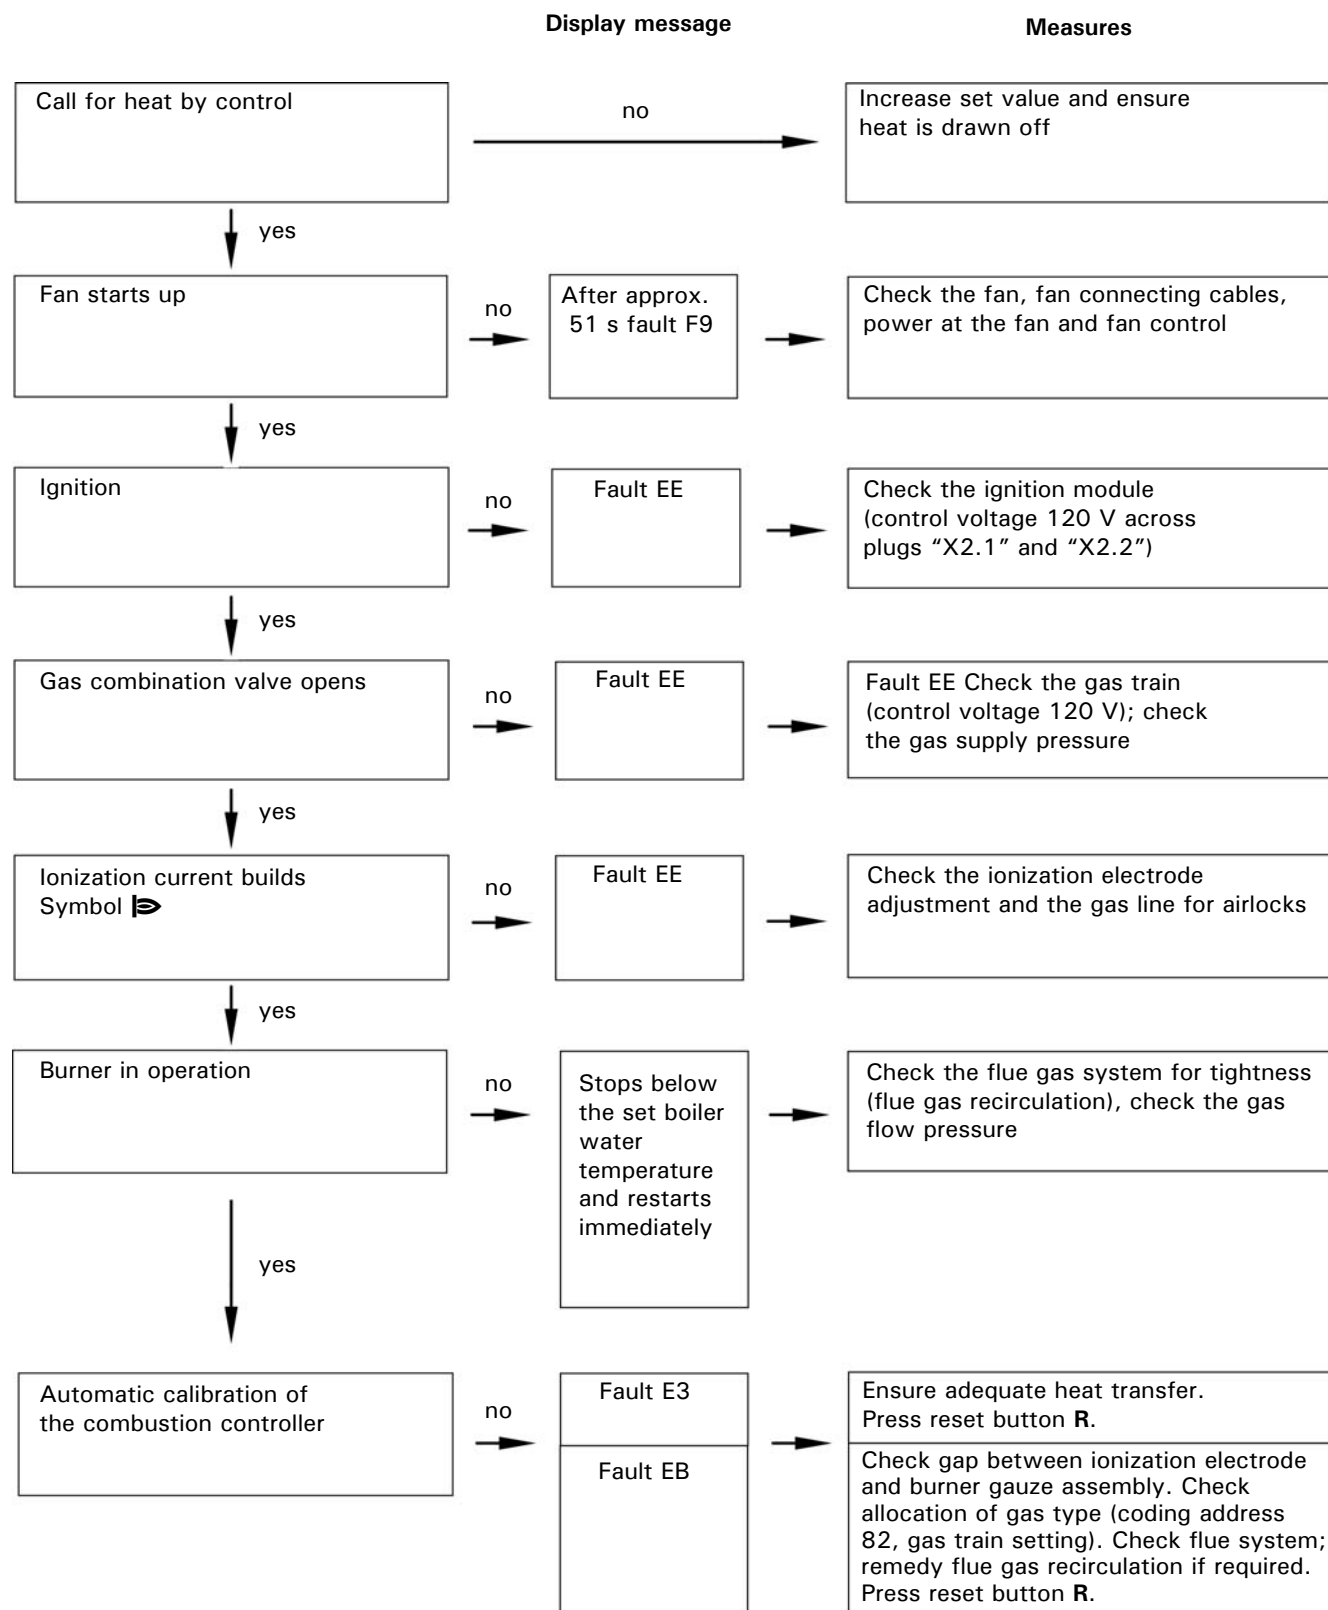 Display message
Measures
Call for heat by control
no
Increase set value and ensure
heat is drawn off
yes
Fan starts up
no
After approx.
51 s fault F9
Check the fan, fan connecting cables,
power at the fan and fan control
yes
Ignition
no
Fault EE
Check the ignition module
(control voltage 120 V across
plugs “X2.1” and “X2.2”)
yes
Gas combination valve opens
no
Fault EE
Fault EE Check the gas train
(control voltage 120 V); check
the gas supply pressure
yes
Ionization current builds
Symbol
no
Fault EE
Check the ionization electrode
adjustment and the gas line for airlocks
yes
Burner in operation
no
Stops below
the set boiler
water
temperature
and restarts
immediately
Check the flue gas system for tightness
(flue gas recirculation), check the gas
flow pressure
yes
Automatic calibration of
the combustion controller
no
Fault E3
Ensure adequate heat transfer.
Press reset button R.
Fault EB
Check gap between ionization electrode
and burner gauze assembly. Check
allocation of gas type (coding address
82, gas train setting). Check flue system;
remedy flue gas recirculation if required.
Press reset button R.